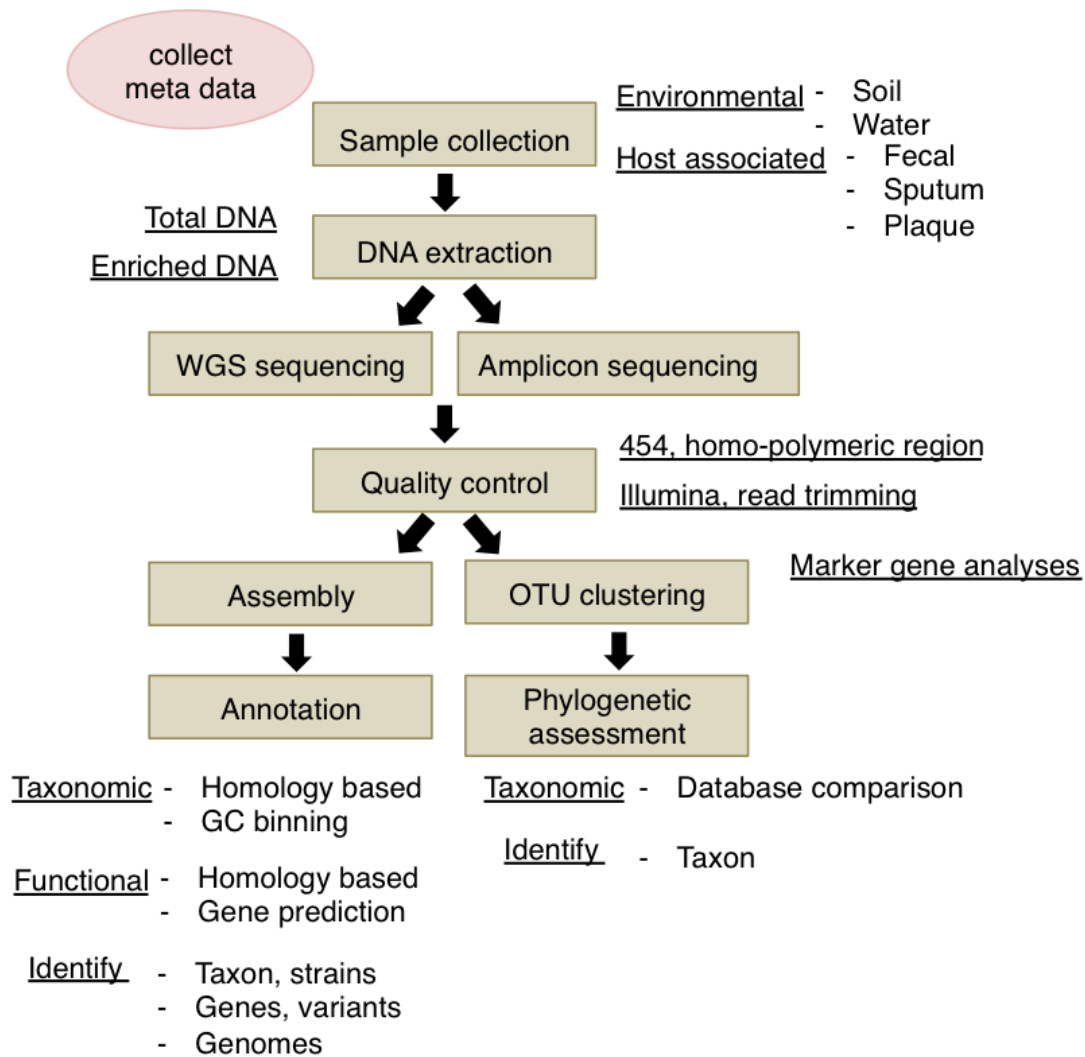 collect
meta data
Sample collection
Environmental - Soil
- Water
Host associated - Fecal
- Sputum
- Plaque
Total DNA
Enriched DNA
DNA extraction
WGS sequencing
Amplicon sequencing
Quality control
454, homo-polymeric region
Illumina, read trimming
Assembly
OTU clustering
Marker gene analyses
Annotation
Phylogenetic
assessment
Taxonomic - Homology based
- GC binning
Functional - Homology based
- Gene prediction
Identify - Taxon, strains
- Genes, variants
- Genomes
Taxonomic - Database comparison
Identify - Taxon